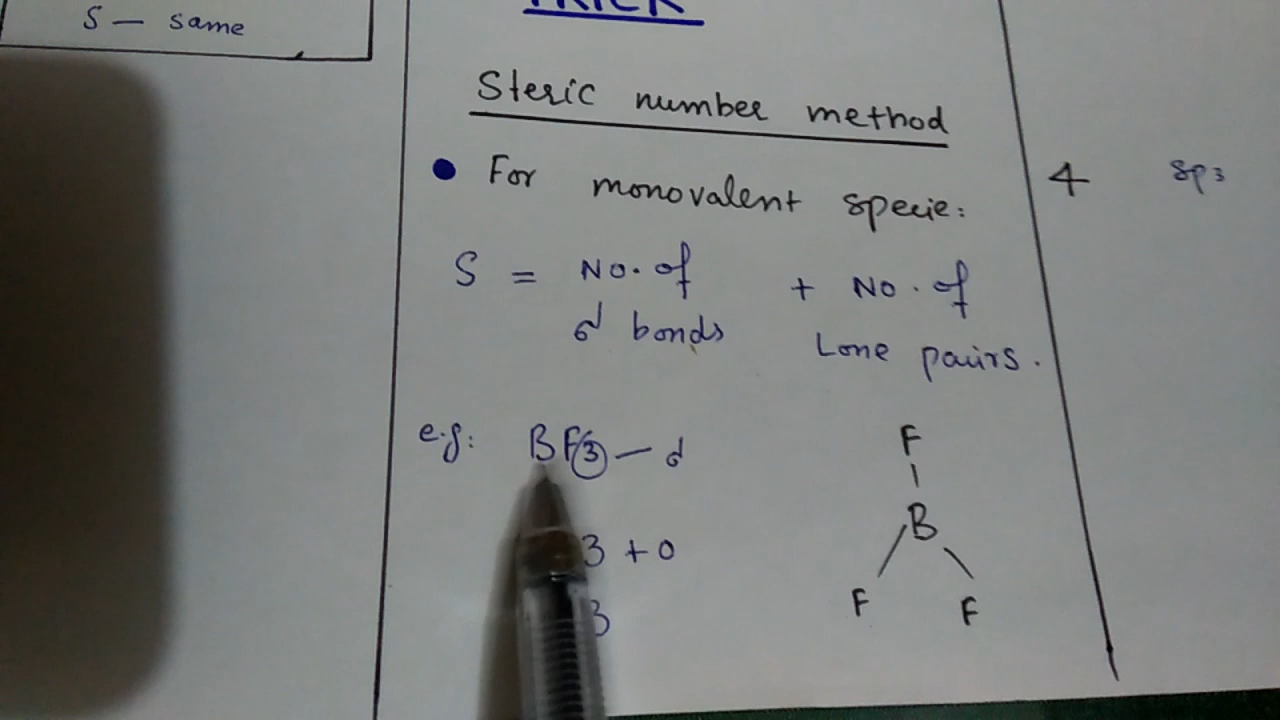 S — same
TRICK
Steric number method
• For monovalent specie:
S = No. of + No. of
σ bonds Lone pairs.
e.g: BF3 — σ
3 + 0
3
F
B
F F
4 sp3